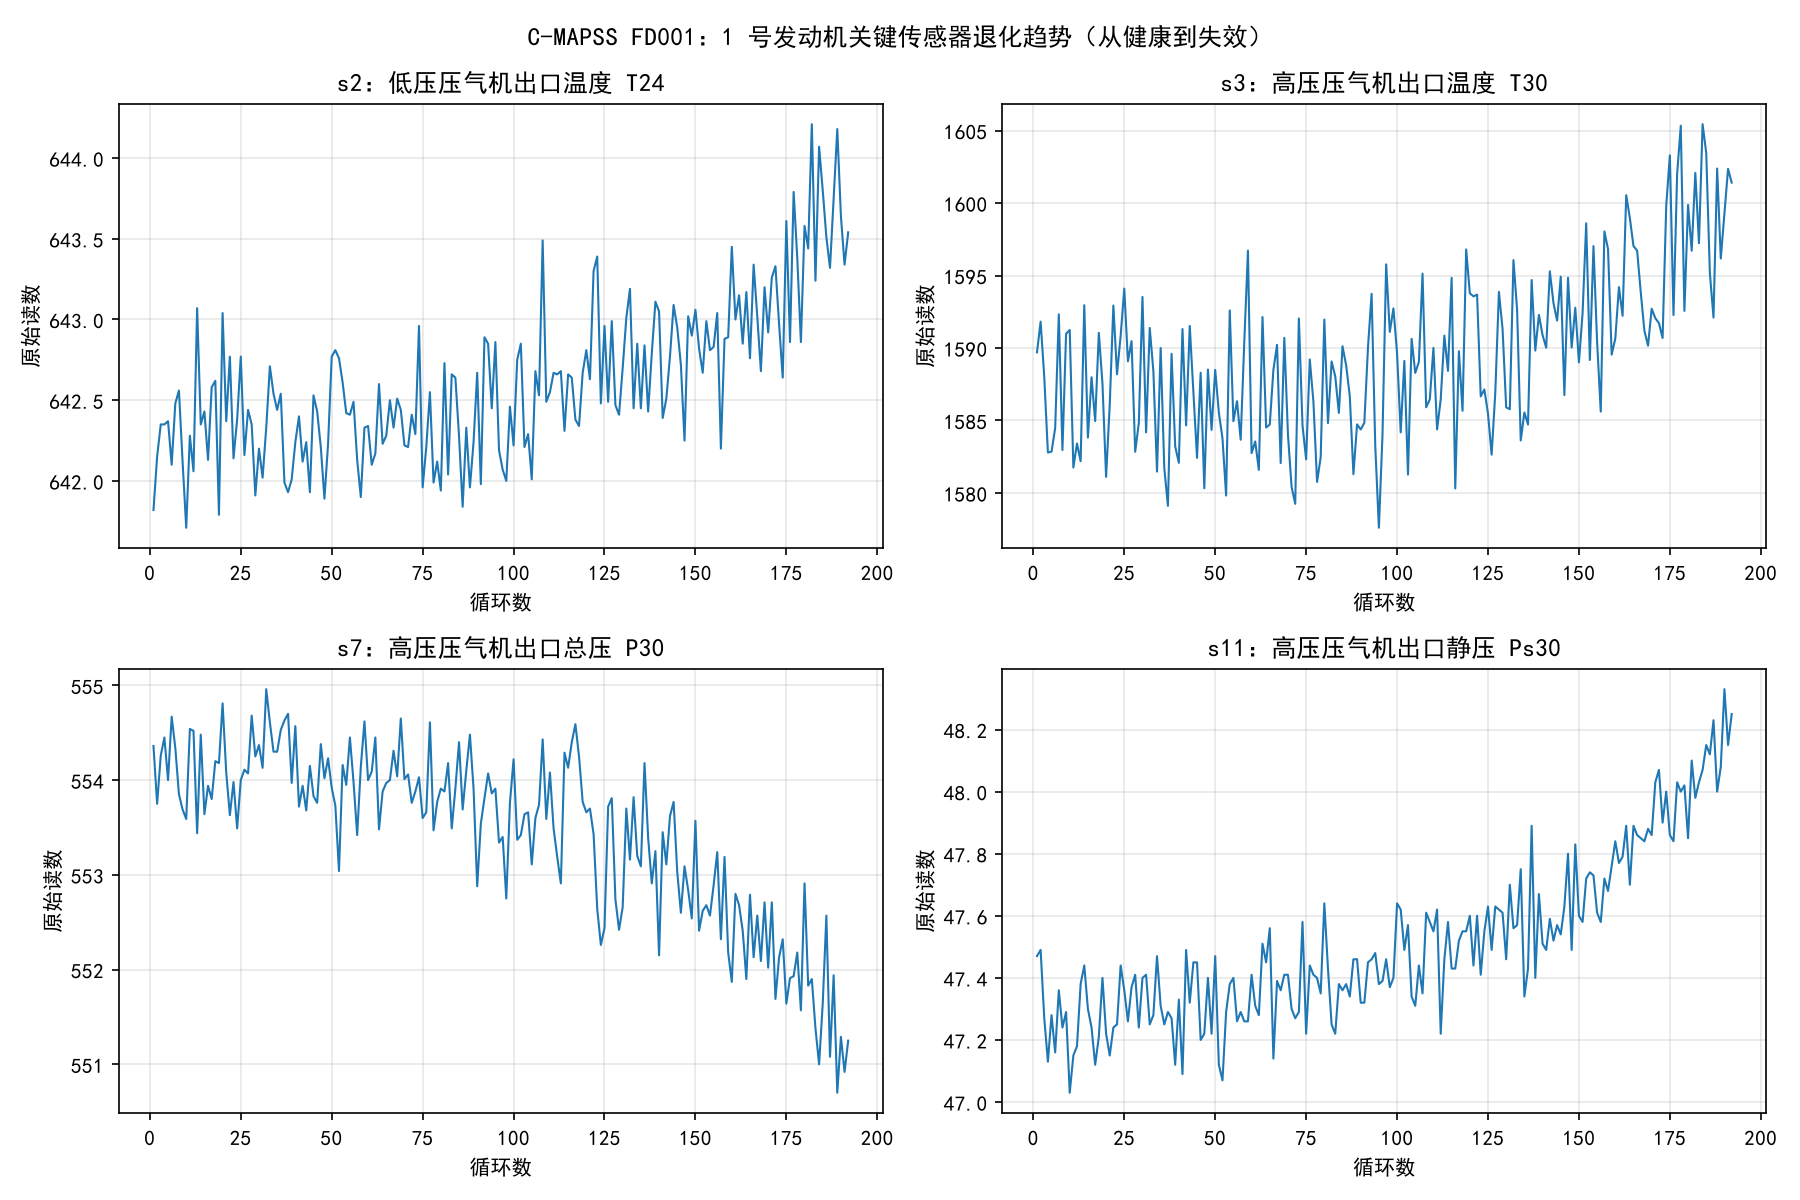 C-MAPSS FD001：1 号发动机关键传感器退化趋势（从健康到失效）
s2：低压压气机出口温度 T24
原始读数
644.0
643.5
643.0
642.5
642.0
0 25 50 75 100 125 150 175 200
循环数
s3：高压压气机出口温度 T30
原始读数
1605
1600
1595
1590
1585
1580
0 25 50 75 100 125 150 175 200
循环数
s7：高压压气机出口总压 P30
原始读数
555
554
553
552
551
0 25 50 75 100 125 150 175 200
循环数
s11：高压压气机出口静压 Ps30
原始读数
48.2
48.0
47.8
47.6
47.4
47.2
47.0
0 25 50 75 100 125 150 175 200
循环数